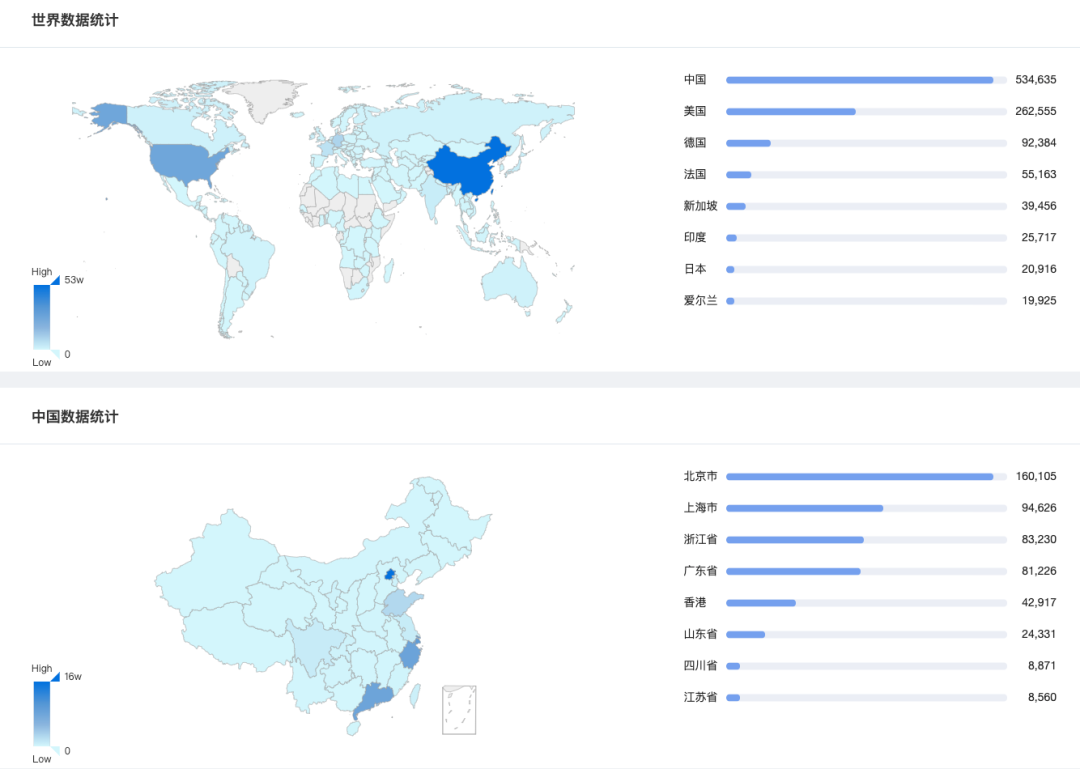 世界数据统计
中国 534,635
美国 262,555
德国 92,384
法国 55,163
新加坡 39,456
印度 25,717
日本 20,916
爱尔兰 19,925
High
53w
0
Low
中国数据统计
北京市 160,105
上海市 94,626
浙江省 83,230
广东省 81,226
香港 42,917
山东省 24,331
四川省 8,871
江苏省 8,560
High
16w
0
Low